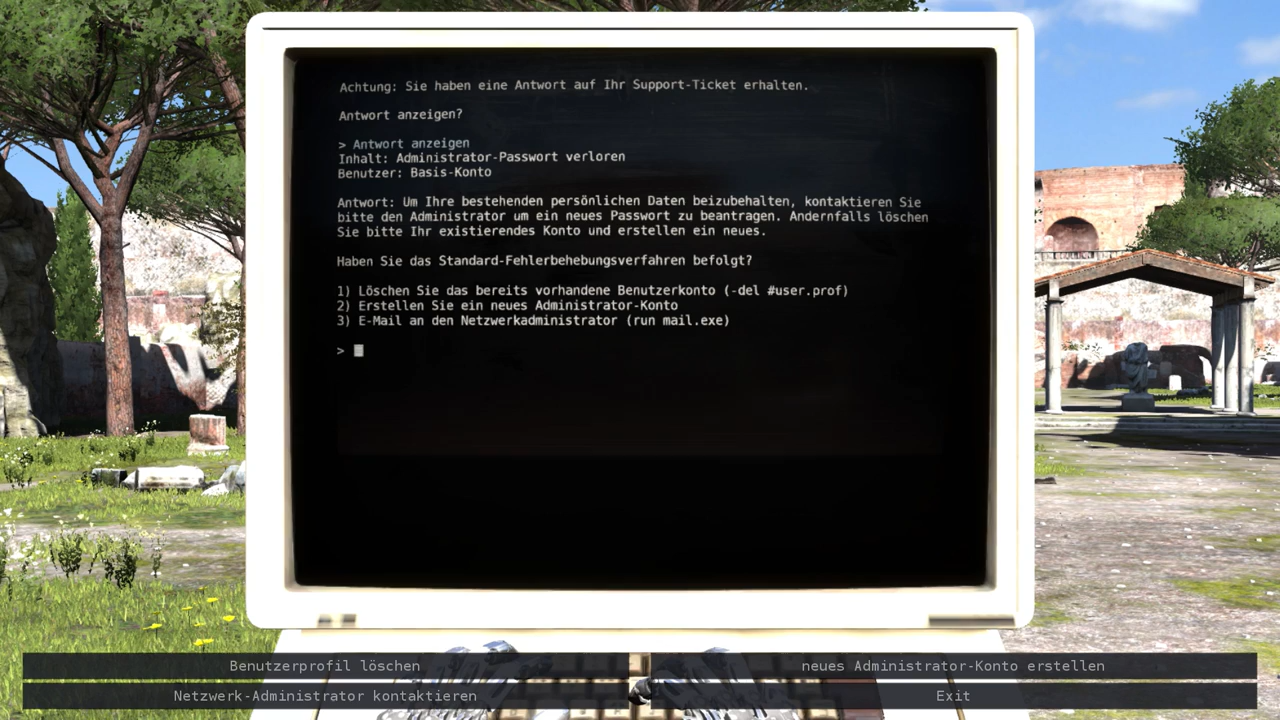 Achtung: Sie haben eine Antwort auf Ihr Support-Ticket erhalten.
Antwort anzeigen?
> Antwort anzeigen
Inhalt: Administrator-Passwort verloren
Benutzer: Basis-Konto
Antwort: Um Ihre bestehenden persönlichen Daten beizubehalten, kontaktieren Sie
bitte den Administrator um ein neues Passwort zu beantragen. Andernfalls löschen
Sie bitte Ihr existierendes Konto und erstellen ein neues.
Haben Sie das Standard-Fehlerbehebungsverfahren befolgt?
1) Löschen Sie das bereits vorhandene Benutzerkonto (-del #user.prof)
2) Erstellen Sie ein neues Administrator-Konto
3) E-Mail an den Netzwerkadministrator (run mail.exe)
>
Benutzerprofil löschen
neues Administrator-Konto erstellen
Netzwerk-Administrator kontaktieren
Exit